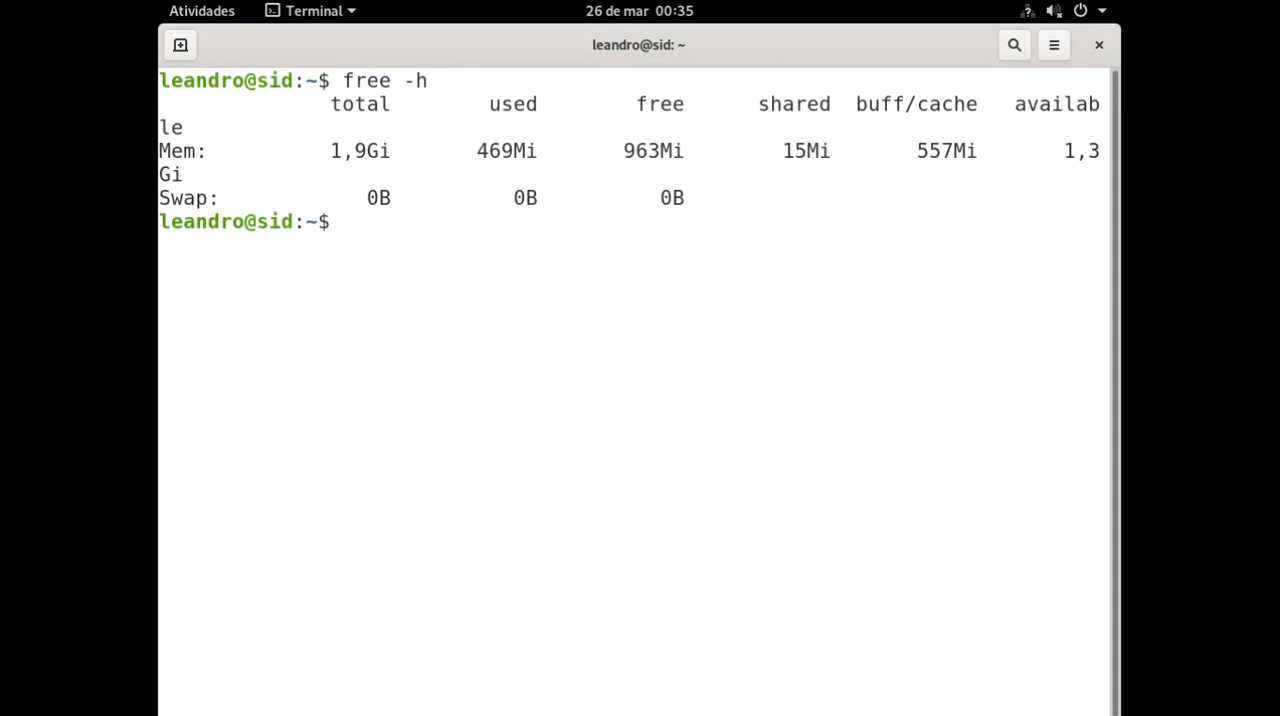 Atividades Terminal 26 de mar 00:35
leandro@sid: ~
leandro@sid:~$ free -h
total used free shared buff/cache availab
le
Mem: 1,9Gi 469Mi 963Mi 15Mi 557Mi 1,3
Gi
Swap: 0B 0B 0B
leandro@sid:~$